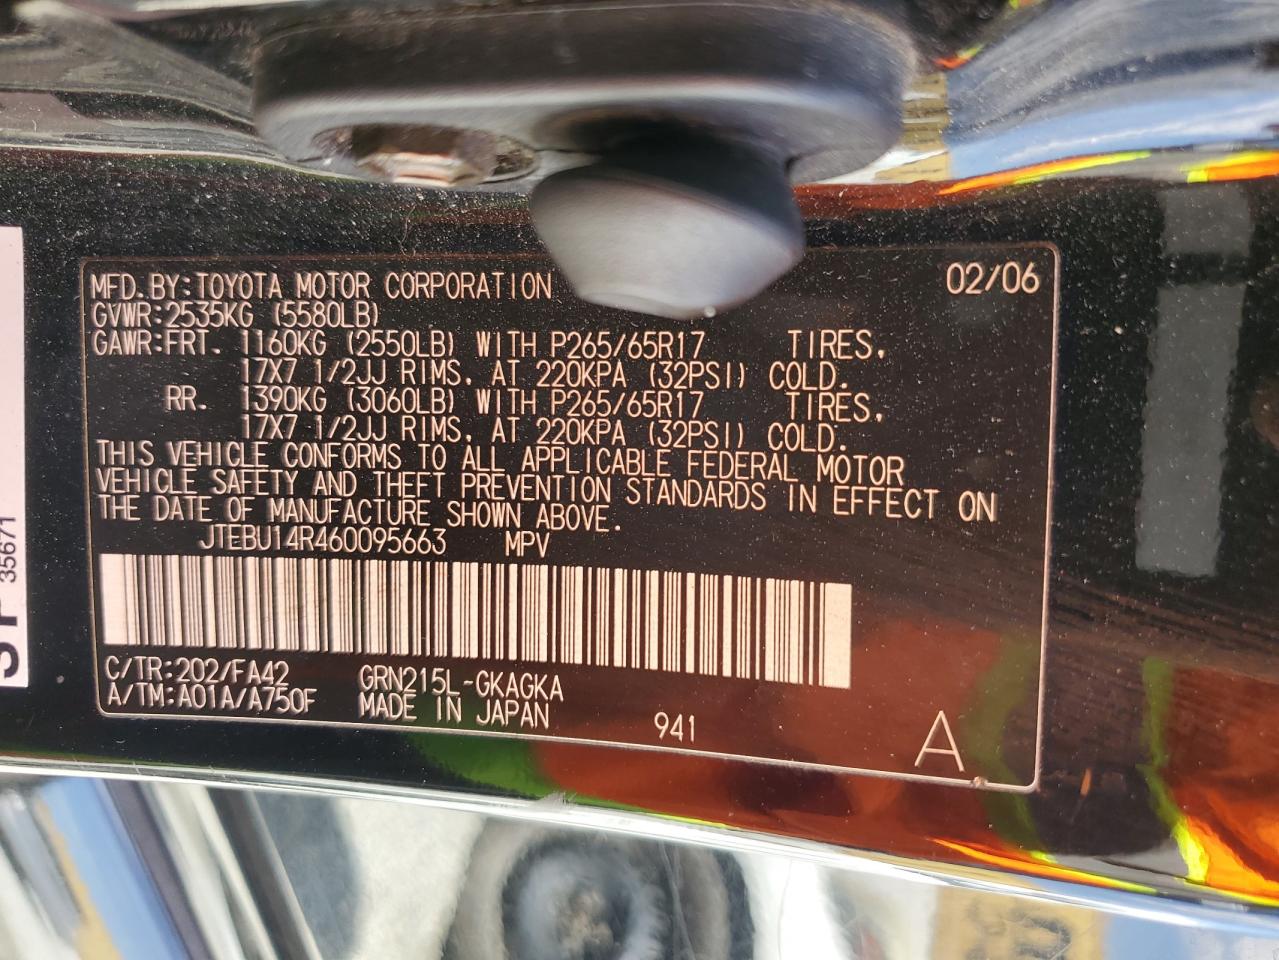 MFD. BY: TOYOTA MOTOR CORPORATION 02/06
GVWR: 2535KG (5580LB)
GAWR: FRT. 1160KG (2550LB) WITH P265/65R17 TIRES,
17X7 1/2JJ RIMS, AT 220KPA (32PSI) COLD.
RR. 1390KG (3060LB) WITH P265/65R17 TIRES,
17X7 1/2JJ RIMS, AT 220KPA (32PSI) COLD.
THIS VEHICLE CONFORMS TO ALL APPLICABLE FEDERAL MOTOR
VEHICLE SAFETY AND THEFT PREVENTION STANDARDS IN EFFECT ON
THE DATE OF MANUFACTURE SHOWN ABOVE.
JTEBU14R460095663 MPV
C/TR: 202/FA42 GRN215L-GKAGKA
A/TM: A01A/A750F MADE IN JAPAN 941 A
35671